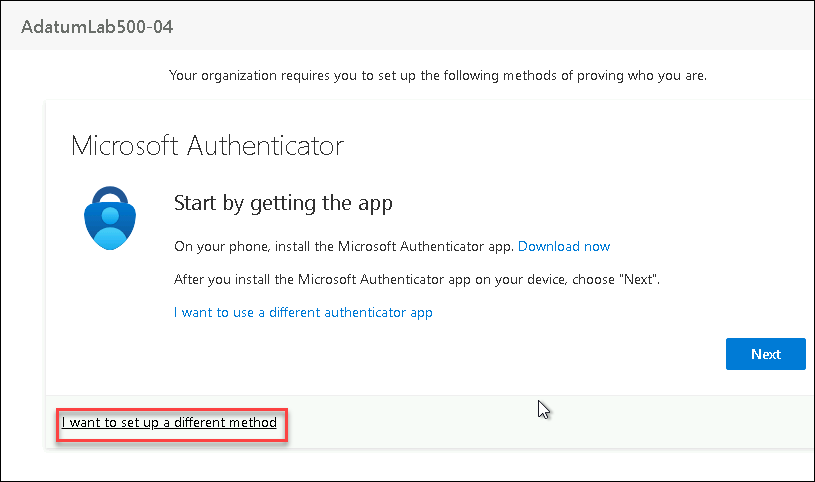 AdatumLab500-04
Your organization requires you to set up the following methods of proving who you are.
Microsoft Authenticator
Start by getting the app
On your phone, install the Microsoft Authenticator app. Download now
After you install the Microsoft Authenticator app on your device, choose "Next".
I want to use a different authenticator app
Next
I want to set up a different method